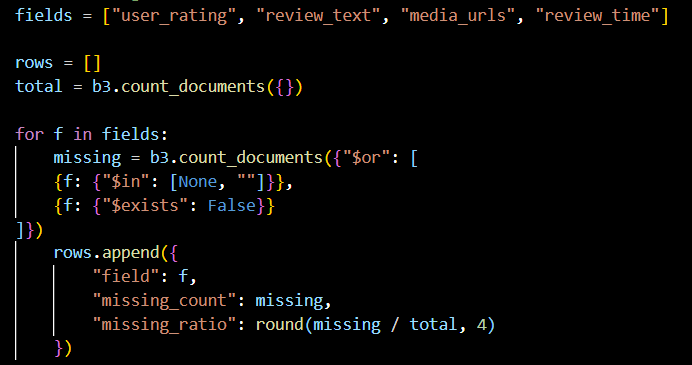 fields = ["user_rating", "review_text", "media_urls", "review_time"]
rows = []
total = b3.count_documents({})
for f in fields:
    missing = b3.count_documents({"$or": [
    {f: {"$in": [None, ""]}},
    {f: {"$exists": False}}
]})
    rows.append({
        "field": f,
        "missing_count": missing,
        "missing_ratio": round(missing / total, 4)
    })